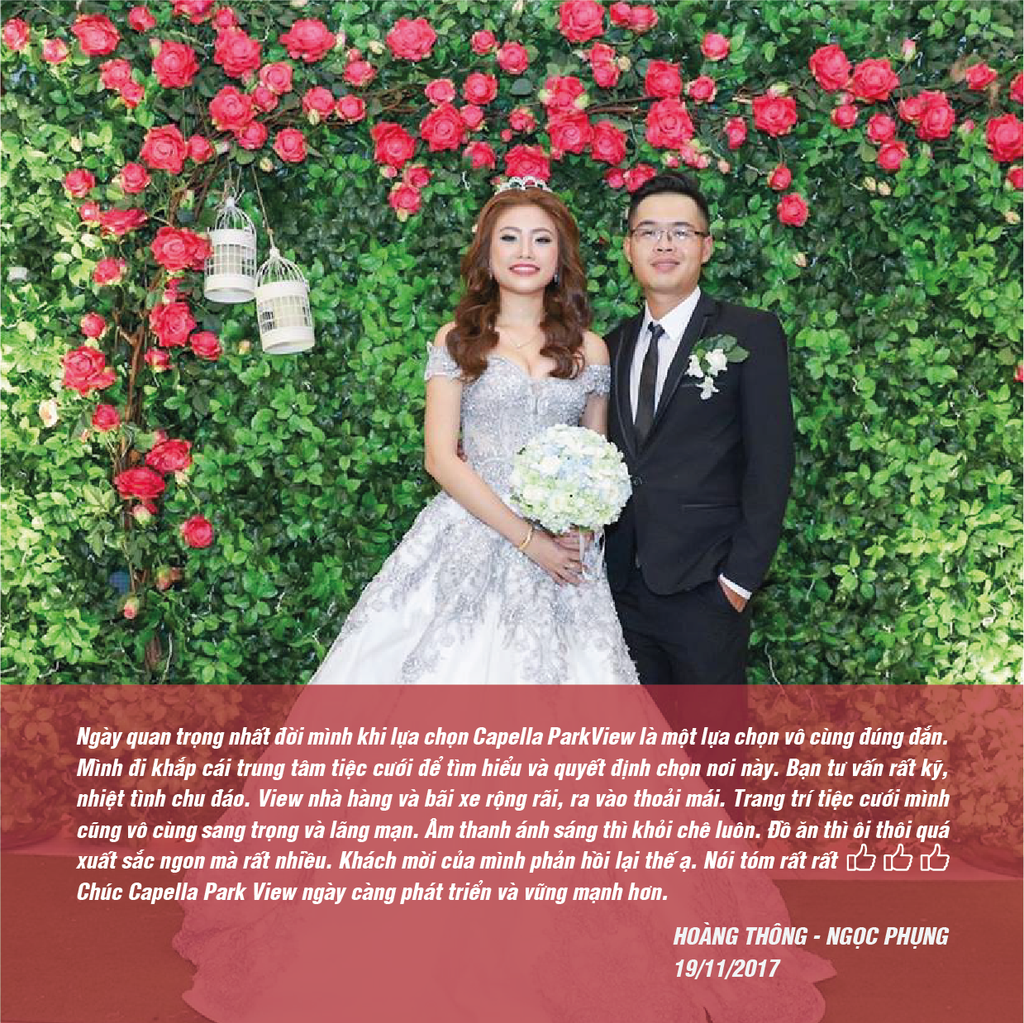 Ngày quan trọng nhất đời mình khi lựa chọn Capella ParkView là một lựa chọn vô cùng đúng đắn.
Mình đi khắp cái trung tâm tiệc cưới để tìm hiểu và quyết định chọn nơi này. Bạn tư vấn rất kỹ,
nhiệt tình chu đáo. View nhà hàng và bãi xe rộng rãi, ra vào thoải mái. Trang trí tiệc cưới mình
cũng vô cùng sang trọng và lãng mạn. Âm thanh ánh sáng thì khỏi chê luôn. Đồ ăn thì ôi thôi quá
xuất sắc ngon mà rất nhiều. Khách mời của mình phản hồi lại thế ạ. Nói tóm rất rất
Chúc Capella Park View ngày càng phát triển và vững mạnh hơn.
HOÀNG THÔNG - NGỌC PHỤNG
19/11/2017